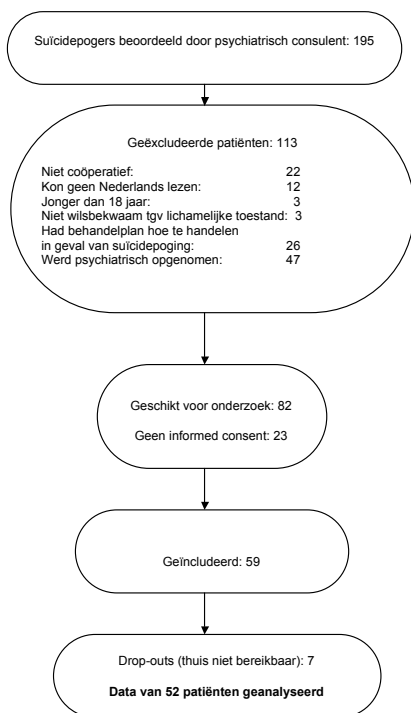 Suïcidepogers beoordeeld door psychiatrisch consulent: 195
Geëxcludeerde patiënten: 113
Niet coöperatief: 22
Kon geen Nederlands lezen: 12
Jonger dan 18 jaar: 3
Niet wilsbekwaam tgv lichamelijke toestand: 3
Had behandelplan hoe te handelen
in geval van suïcidepoging: 26
Werd psychiatrisch opgenomen: 47
Geschikt voor onderzoek: 82
Geen informed consent: 23
Geïncludeerd: 59
Drop-outs (thuis niet bereikbaar): 7
Data van 52 patiënten geanalyseerd